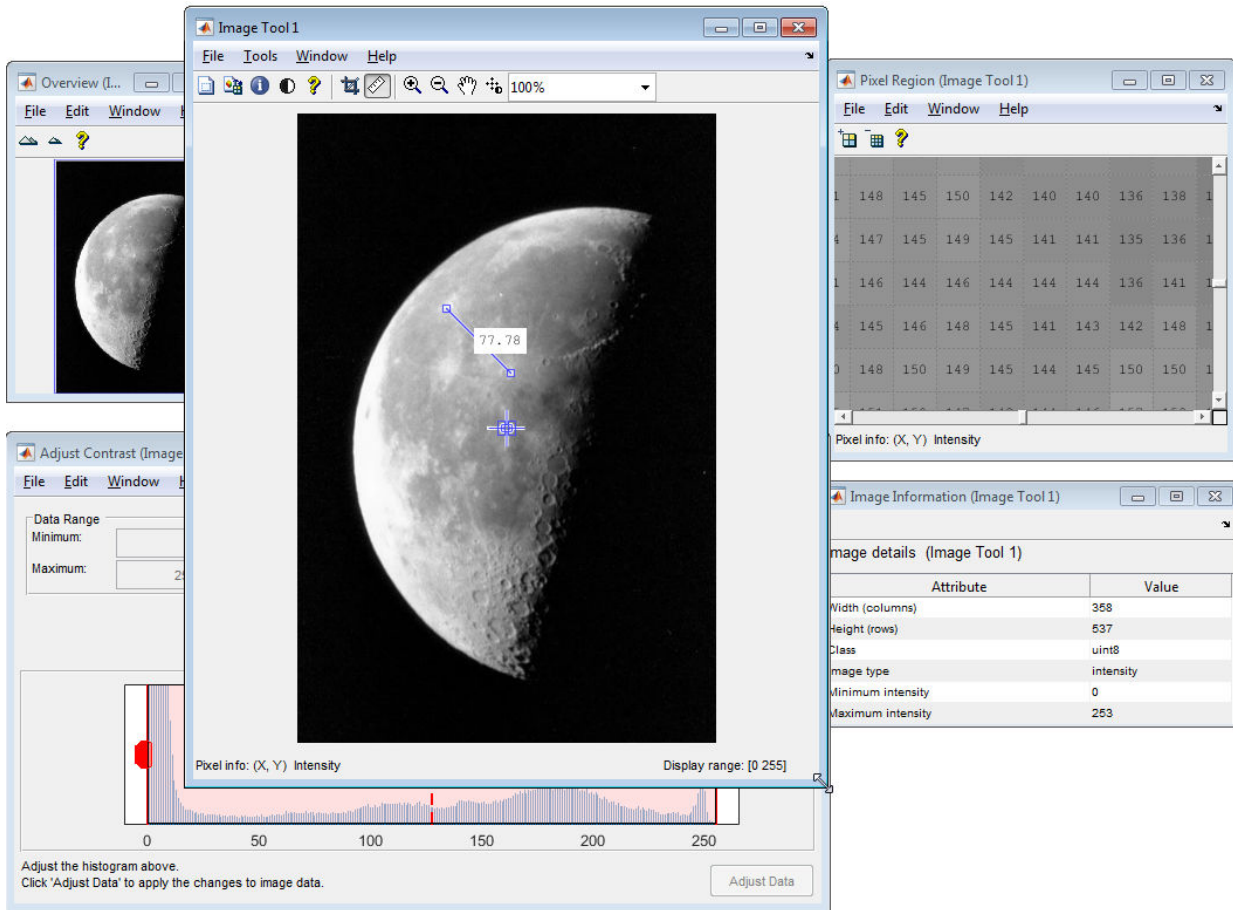 Image Tool 1
File Tools Window Help
100%
77.78
Pixel info: (X, Y) Intensity
Display range: [0 255]
Overview (I...
File Edit Window
Pixel Region (Image Tool 1)
File Edit Window Help
148 145 150 142 140 140 136 138
147 145 149 145 141 141 135 136
146 146 144 144 144 144 136 141
145 146 148 145 141 143 142 148
148 150 149 145 144 145 150 150
Pixel info: (X, Y) Intensity
Adjust Contrast (Image
File Edit Window
Data Range
Minimum:
Maximum:
0 50 100 150 200 250
Adjust the histogram above.
Click 'Adjust Data' to apply the changes to image data.
Adjust Data
Image Information (Image Tool 1)
mage details (Image Tool 1)
Attribute Value
Width (columns) 358
Height (rows) 537
Class uint8
mage type intensity
Minimum intensity 0
Maximum intensity 253